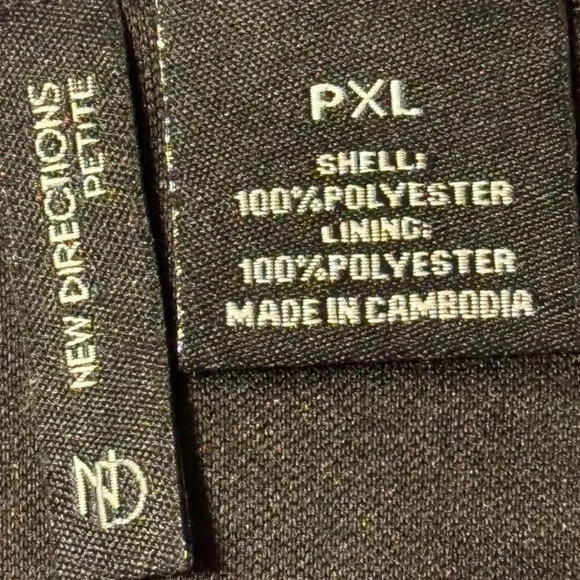 NEW DIRECTIONS
PETITE
ND
PXL
SHELL:
100%POLYESTER
LINING:
100%POLYESTER
MADE IN CAMBODIA